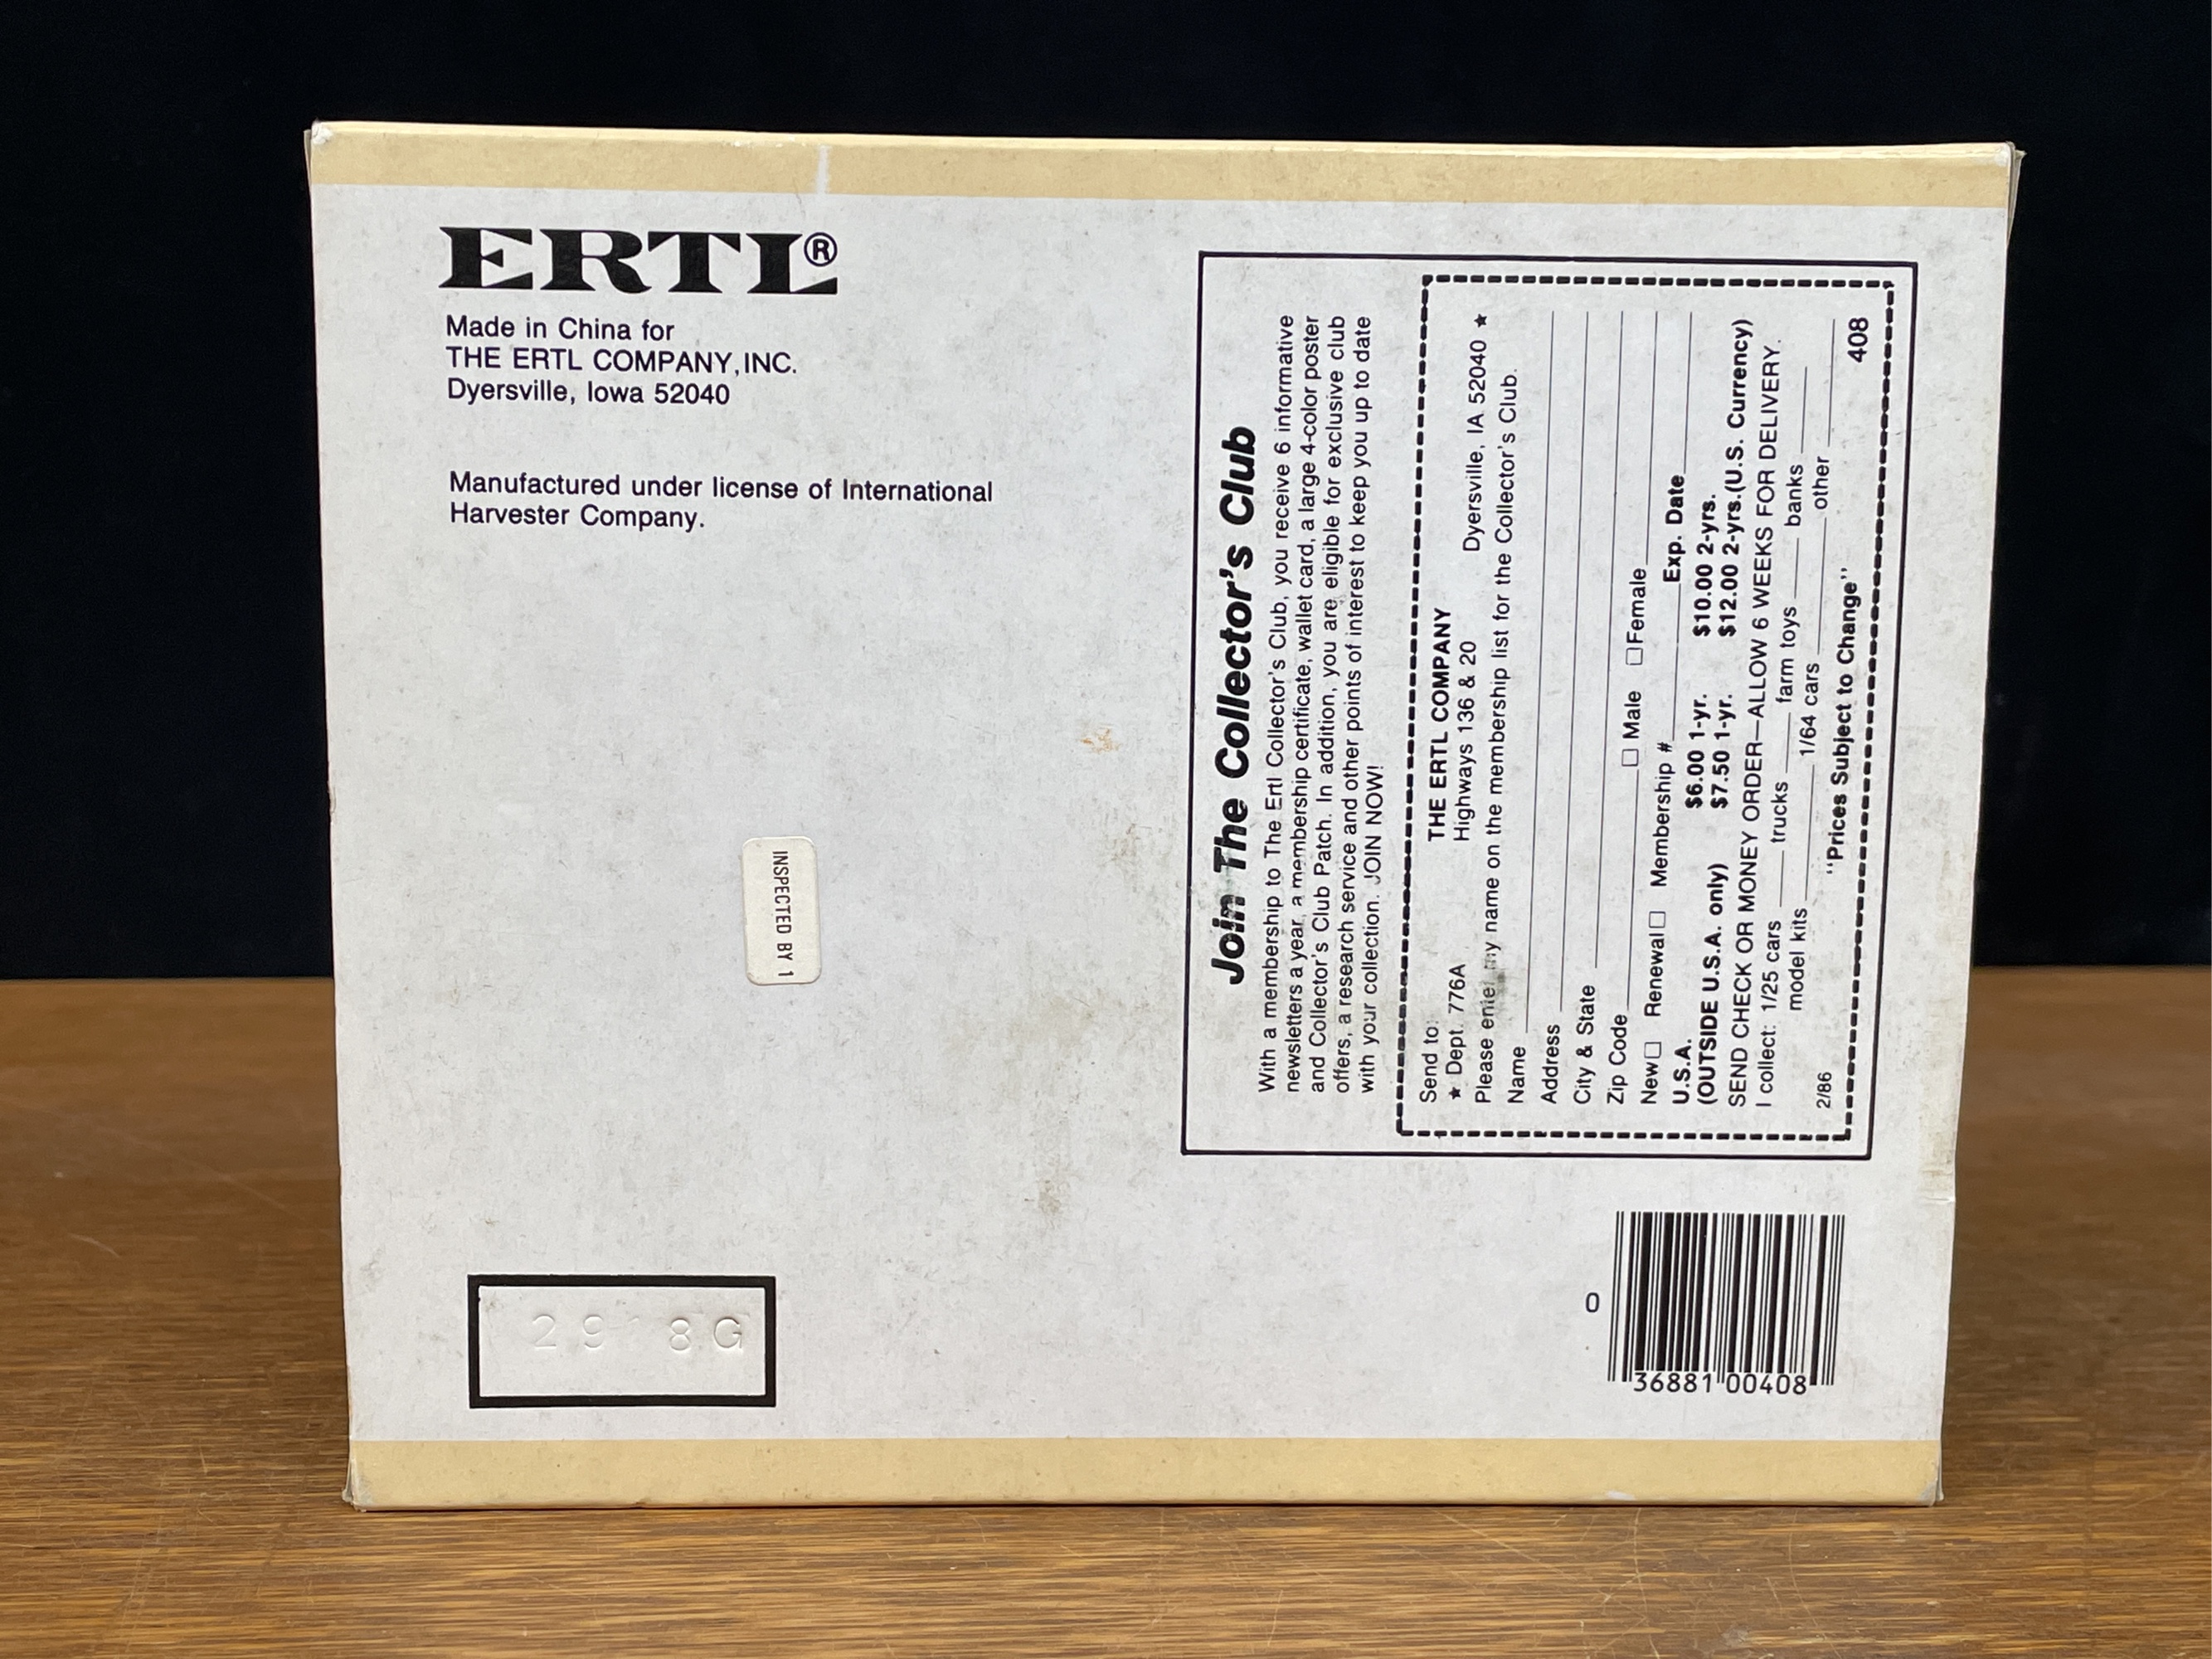 ERTL®
Made in China for
THE ERTL COMPANY, INC.
Dyersville, Iowa 52040
Manufactured under license of International
Harvester Company.
INSPECTED BY 1
2 9 8 G
Join The Collector's Club
With a membership to The Ertl Collector's Club, you receive 6 informative
newsletters a year, a membership certificate, wallet card, a large 4-color poster
and Collector's Club Patch. In addition, you are eligible for exclusive club
offers, a research service and other points of interest to keep you up to date
with your collection. JOIN NOW!
Send to: THE ERTL COMPANY
★ Dept. 776A Highways 136 & 20 Dyersville, IA 52040 ★
Please enter my name on the membership list for the Collector's Club.
Name
Address
City & State
Zip Code □ Male □ Female
New □ Renewal □ Membership # Exp. Date
U.S.A. $6.00 1-yr. $10.00 2-yrs.
(OUTSIDE U.S.A. only) $7.50 1-yr. $12.00 2-yrs. (U.S. Currency)
SEND CHECK OR MONEY ORDER—ALLOW 6 WEEKS FOR DELIVERY.
I collect: 1/25 cars trucks farm toys banks
model kits 1/64 cars other
"Prices Subject to Change"
2/86 408
0 36881 00408